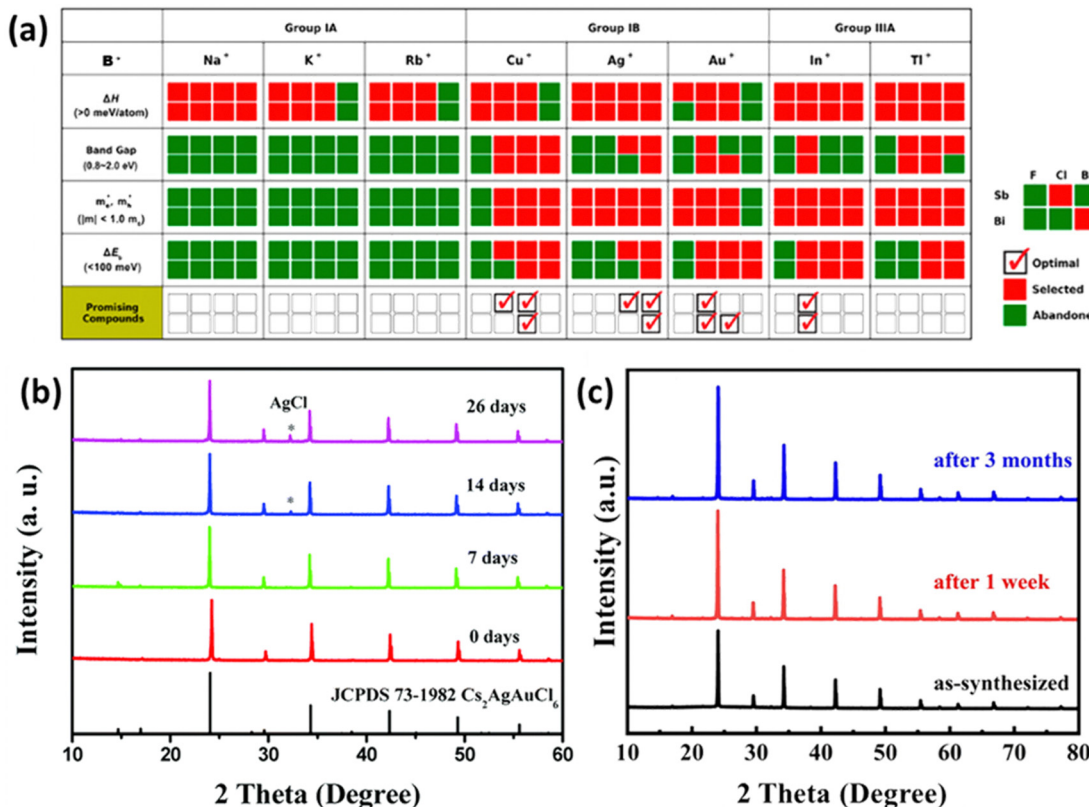 (a)
Group IA Group IB Group IIIA
B+ Na+ K+ Rb+ Cu+ Ag+ Au+ In+ Tl+
ΔH
(>0 meV/atom)
Band Gap
(0.8~2.0 eV)
(|m| < 1.0 me)
(<100 meV)
Promising
Compounds
F Cl
Sb
Bi
Optimal
Selected
Abandone
(b)
AgCl
*
26 days
*
14 days
7 days
0 days
JCPDS 73-1982 Cs2AgAuCl6
Intensity (a. u.)
10 20 30 40 50 60
2 Theta (Degree)
(c)
after 3 months
after 1 week
as-synthesized
Intensity (a.u.)
10 20 30 40 50 60 70 80
2 Theta (Degree)